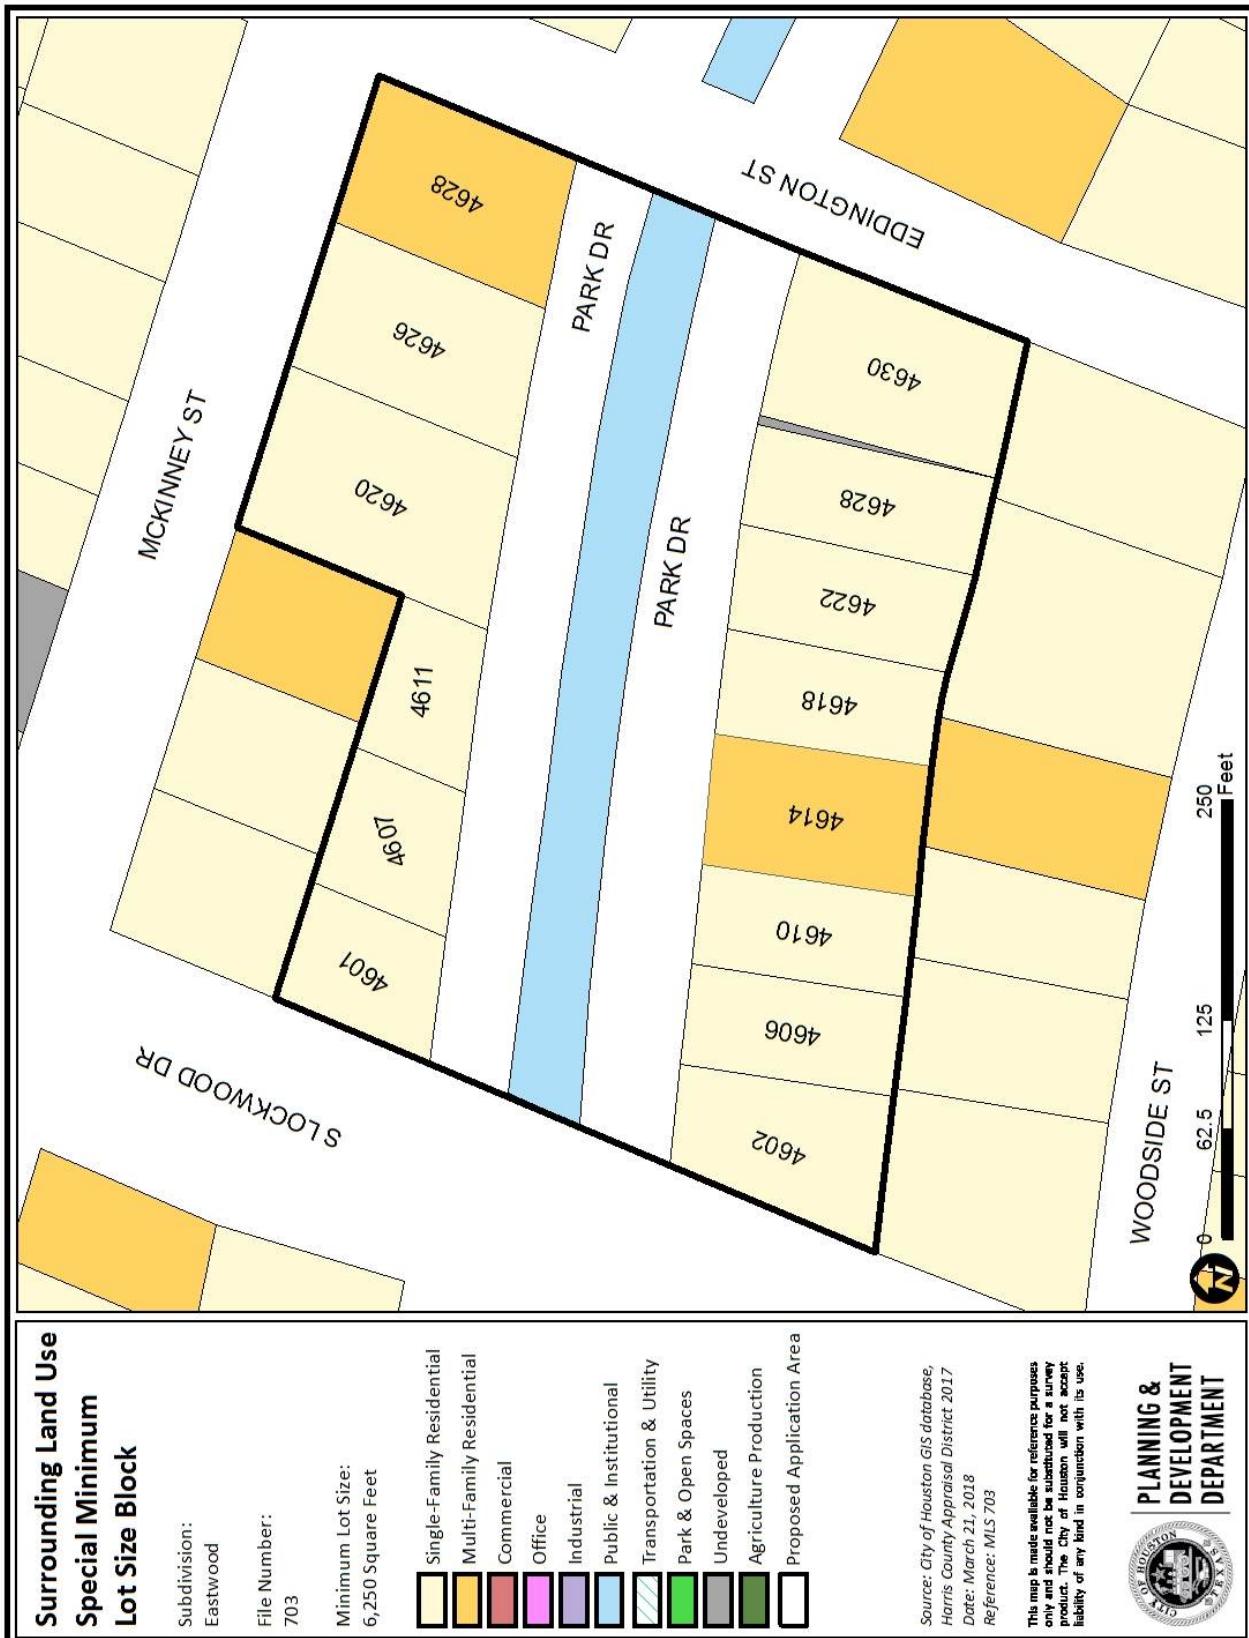 Surrounding Land Use
Special Minimum
Lot Size Block
Subdivision:
Eastwood
File Number:
703
Minimum Lot Size:
6,250 Square Feet
Single-Family Residential
Multi-Family Residential
Commercial
Office
Industrial
Public & Institutional
Transportation & Utility
Park & Open Spaces
Undeveloped
Agriculture Production
Proposed Application Area
Source: City of Houston GIS database,
Harris County Appraisal District 2017
Date: March 21, 2018
Reference: MLS 703
This map is made available for reference purposes
only and should not be substituted for a survey
product. The City of Houston will not accept
liability of any kind in conjunction with its use.
CITY OF HOUSTON
TEXAS
PLANNING &
DEVELOPMENT
DEPARTMENT
MCKINNEY ST
S LOCKWOOD DR
EDDINGTON ST
PARK DR
PARK DR
WOODSIDE ST
4601
4607
4611
4620
4626
4628
4602
4606
4610
4614
4618
4622
4628
4630
N
0 62.5 125 250
Feet